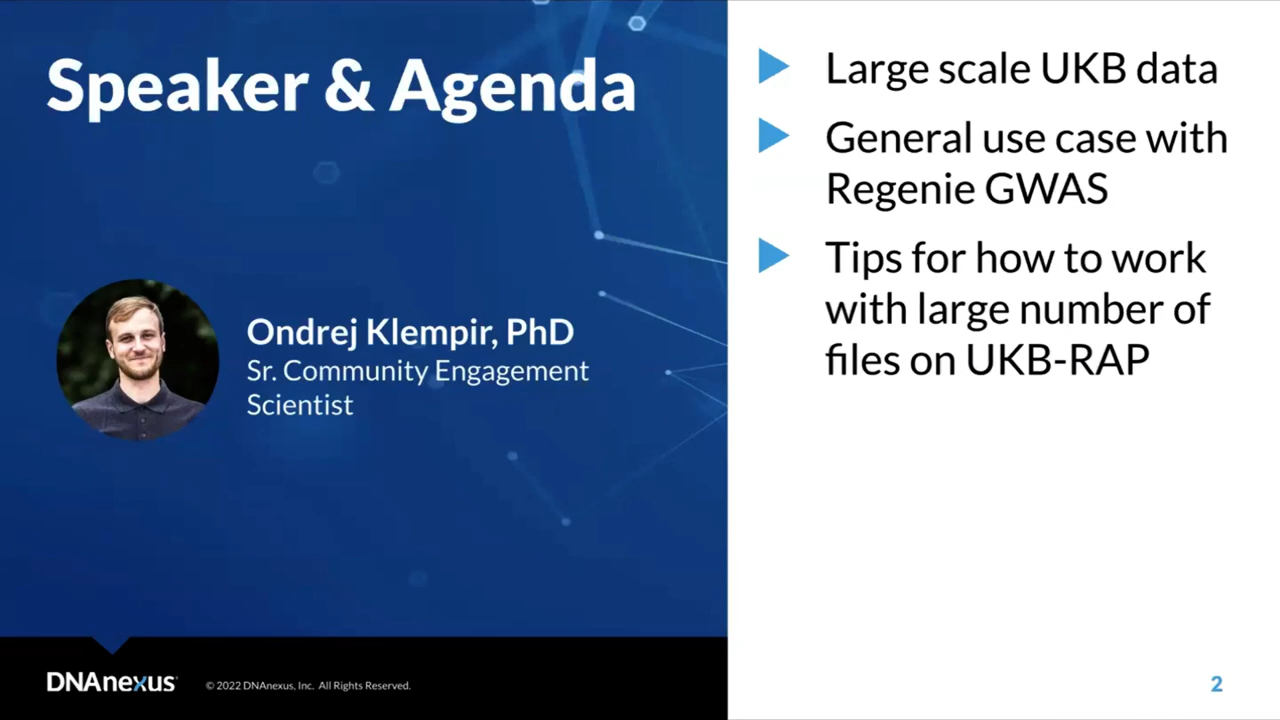 Speaker & Agenda
Ondrej Klempir, PhD
Sr. Community Engagement
Scientist
Large scale UKB data
General use case with
Regenie GWAS
Tips for how to work
with large number of
files on UKB-RAP
DNAnexus
© 2022 DNAnexus, Inc. All Rights Reserved.
2